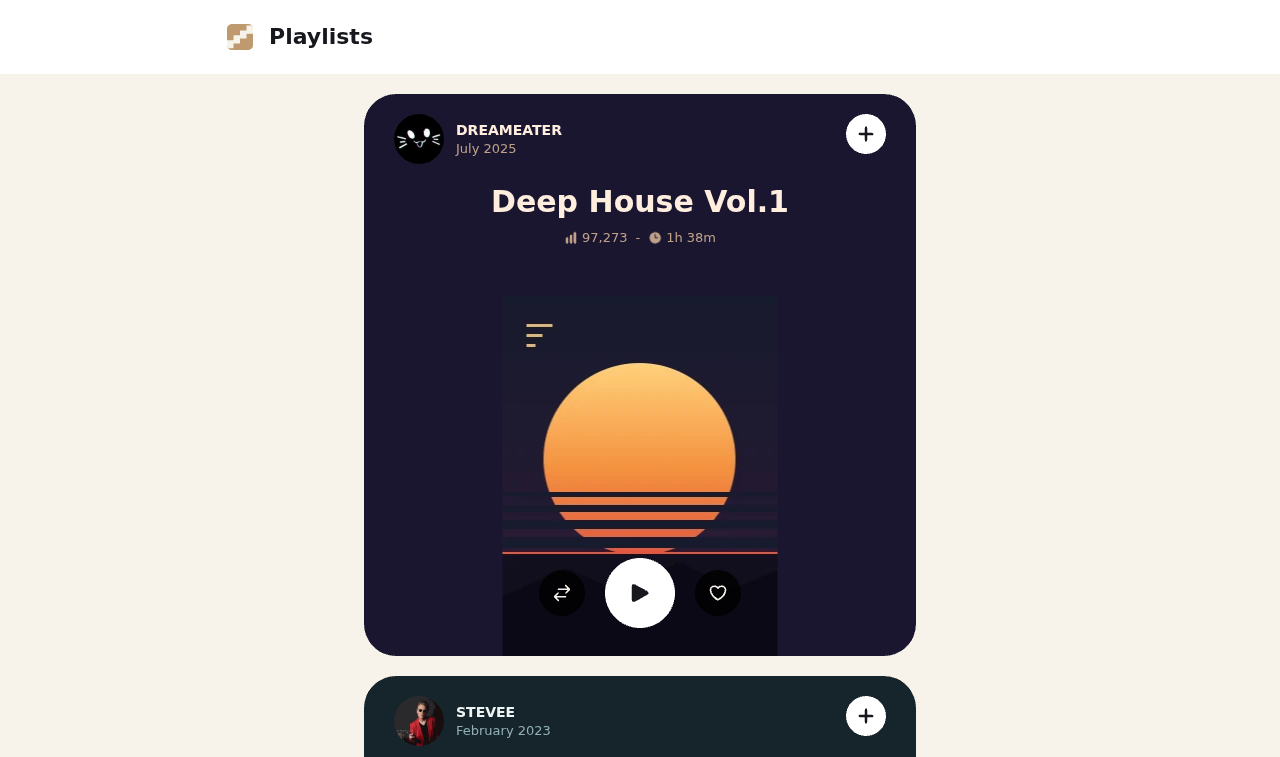 Playlists
DREAMEATER
July 2025
Deep House Vol.1
97,273 - 1h 38m
STEVEE
February 2023